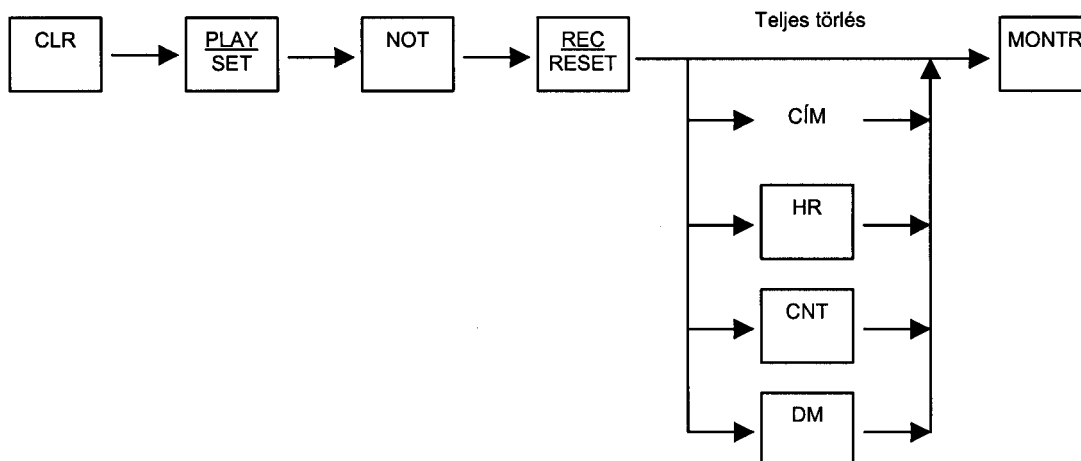 Teljes törlés
CLR
PLAY
SET
NOT
REC
RESET
MONTR
CÍM
HR
CNT
DM